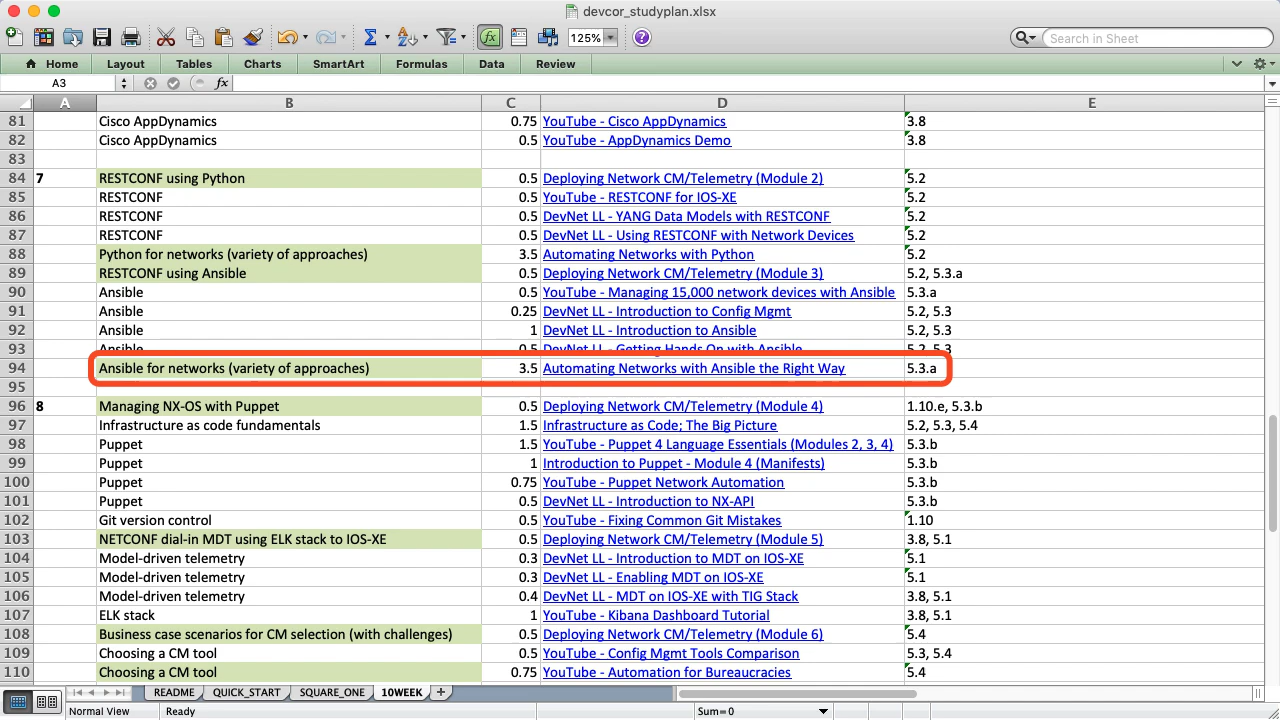 devcor_studyplan.xlsx
125%
Search in Sheet
Home Layout Tables Charts SmartArt Formulas Data Review
A3 fx
A B C D E
81 Cisco AppDynamics 0.75 YouTube - Cisco AppDynamics 3.8
82 Cisco AppDynamics 0.5 YouTube - AppDynamics Demo 3.8
83
84 7 RESTCONF using Python 0.5 Deploying Network CM/Telemetry (Module 2) 5.2
85 RESTCONF 0.5 YouTube - RESTCONF for IOS-XE 5.2
86 RESTCONF 0.5 DevNet LL - YANG Data Models with RESTCONF 5.2
87 RESTCONF 0.5 DevNet LL - Using RESTCONF with Network Devices 5.2
88 Python for networks (variety of approaches) 3.5 Automating Networks with Python 5.2
89 RESTCONF using Ansible 0.5 Deploying Network CM/Telemetry (Module 3) 5.2, 5.3.a
90 Ansible 0.5 YouTube - Managing 15,000 network devices with Ansible 5.3.a
91 Ansible 0.25 DevNet LL - Introduction to Config Mgmt 5.2, 5.3
92 Ansible 1 DevNet LL - Introduction to Ansible 5.2, 5.3
93 Ansible 0.5 DevNet LL - Getting Hands On with Ansible 5.2, 5.3
94 Ansible for networks (variety of approaches) 3.5 Automating Networks with Ansible the Right Way 5.3.a
95
96 8 Managing NX-OS with Puppet 0.5 Deploying Network CM/Telemetry (Module 4) 1.10.e, 5.3.b
97 Infrastructure as code fundamentals 1.5 Infrastructure as Code; The Big Picture 5.2, 5.3, 5.4
98 Puppet 1.5 YouTube - Puppet 4 Language Essentials (Modules 2, 3, 4) 5.3.b
99 Puppet 1 Introduction to Puppet - Module 4 (Manifests) 5.3.b
100 Puppet 0.75 YouTube - Puppet Network Automation 5.3.b
101 Puppet 0.5 DevNet LL - Introduction to NX-API 5.3.b
102 Git version control 0.5 YouTube - Fixing Common Git Mistakes 1.10
103 NETCONF dial-in MDT using ELK stack to IOS-XE 0.5 Deploying Network CM/Telemetry (Module 5) 3.8, 5.1
104 Model-driven telemetry 0.3 DevNet LL - Introduction to MDT on IOS-XE 5.1
105 Model-driven telemetry 0.3 DevNet LL - Enabling MDT on IOS-XE 5.1
106 Model-driven telemetry 0.4 DevNet LL - MDT on IOS-XE with TIG Stack 3.8, 5.1
107 ELK stack 1 YouTube - Kibana Dashboard Tutorial 3.8, 5.1
108 Business case scenarios for CM selection (with challenges) 0.5 Deploying Network CM/Telemetry (Module 6) 5.4
109 Choosing a CM tool 0.5 YouTube - Config Mgmt Tools Comparison 5.3, 5.4
110 Choosing a CM tool 0.75 YouTube - Automation for Bureaucracies 5.4
README QUICK_START SQUARE_ONE 10WEEK
Normal View Ready Sum=0